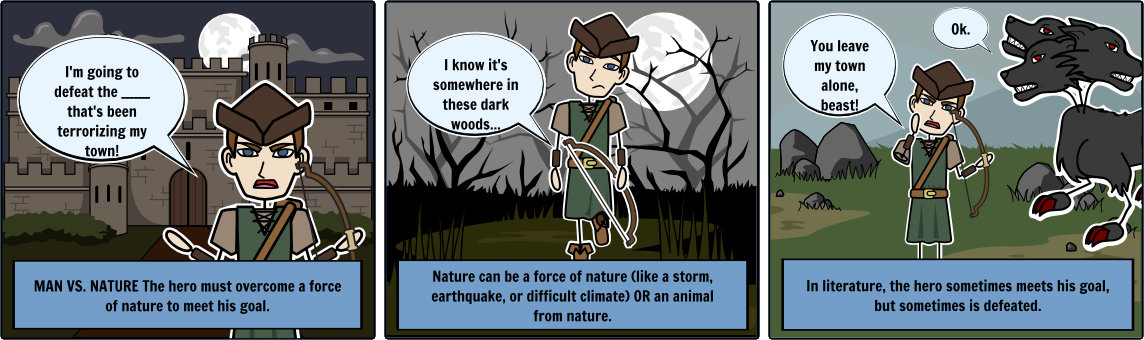 I'm going to
defeat the _____
that's been
terrorizing my
town!
MAN VS. NATURE The hero must overcome a force
of nature to meet his goal.
I know it's
somewhere in
these dark
woods...
Nature can be a force of nature (like a storm,
earthquake, or difficult climate) OR an animal
from nature.
You leave
my town
alone,
beast!
Ok.
In literature, the hero sometimes meets his goal,
but sometimes is defeated.